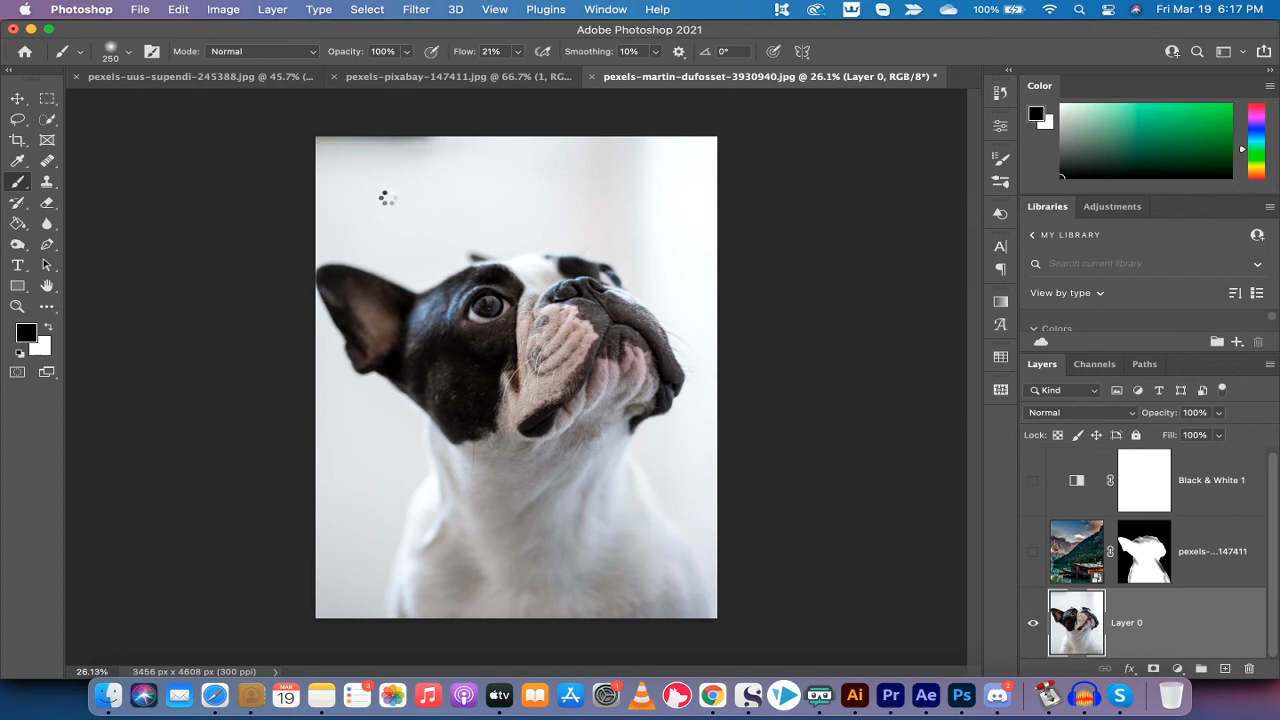 Photoshop File Edit Image Layer Type Select Filter 3D View Plugins Window Help 100% Fri Mar 19 6:17 PM
Adobe Photoshop 2021
250 Mode: Normal Opacity: 100% Flow: 21% Smoothing: 10% 0°
pexels-uus-supendi-245388.jpg @ 45.7% (... pexels-pixabay-147411.jpg @ 66.7% (1, RG... pexels-martin-dufosset-3930940.jpg @ 26.1% (Layer 0, RGB/8*) *
Color
Libraries Adjustments
MY LIBRARY
Search current library
View by type
Colors
Layers Channels Paths
Kind
Normal Opacity: 100%
Lock: Fill: 100%
Black & White 1
pexels-...147411
Layer 0
26.13% 3456 px x 4608 px (300 ppi)
MAR
19
3
1
tv
Ai Pr Ae Ps
2